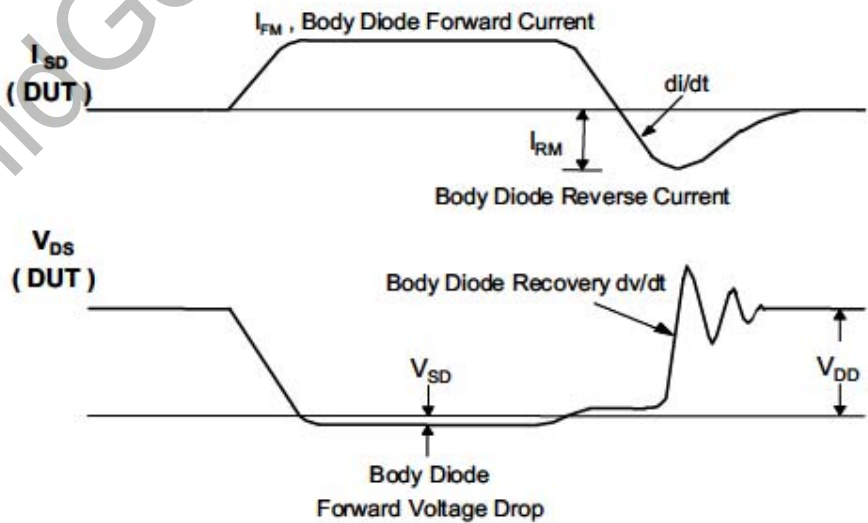 I_FM , Body Diode Forward Current
I_SD
( DUT )
di/dt
I_RM
Body Diode Reverse Current
V_DS
( DUT )
Body Diode Recovery dv/dt
V_SD
V_DD
Body Diode
Forward Voltage Drop